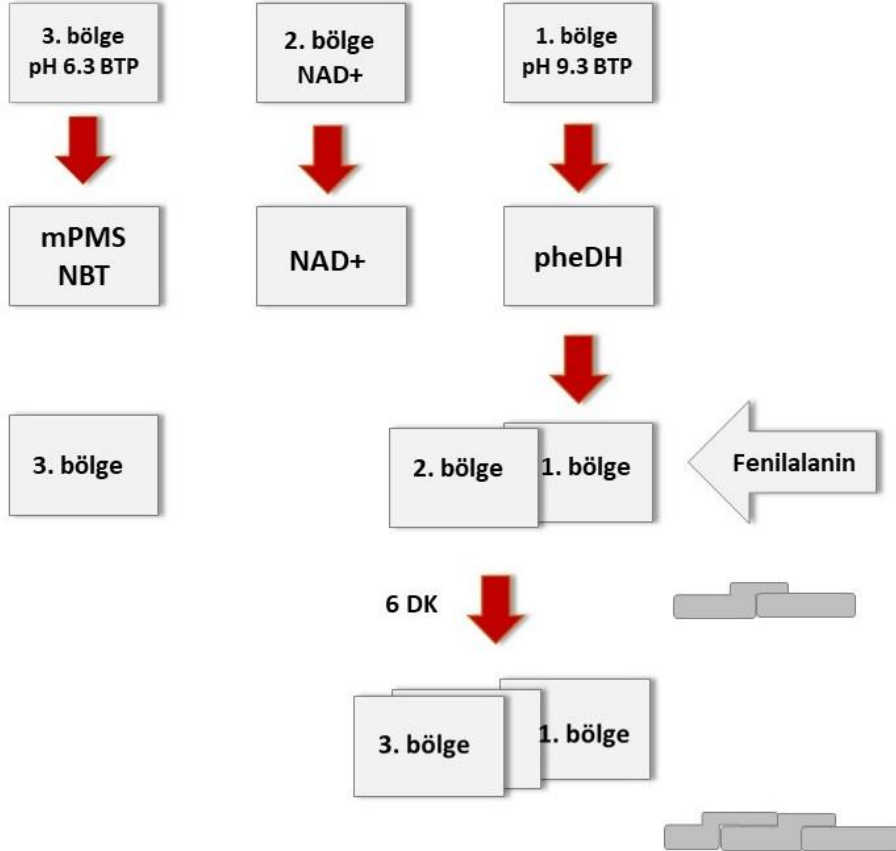 3. bölge
pH 6.3 BTP
2. bölge
NAD+
1. bölge
pH 9.3 BTP
mPMS
NBT
NAD+
pheDH
3. bölge
2. bölge
1. bölge
Fenilalanin
6 DK
3. bölge
1. bölge